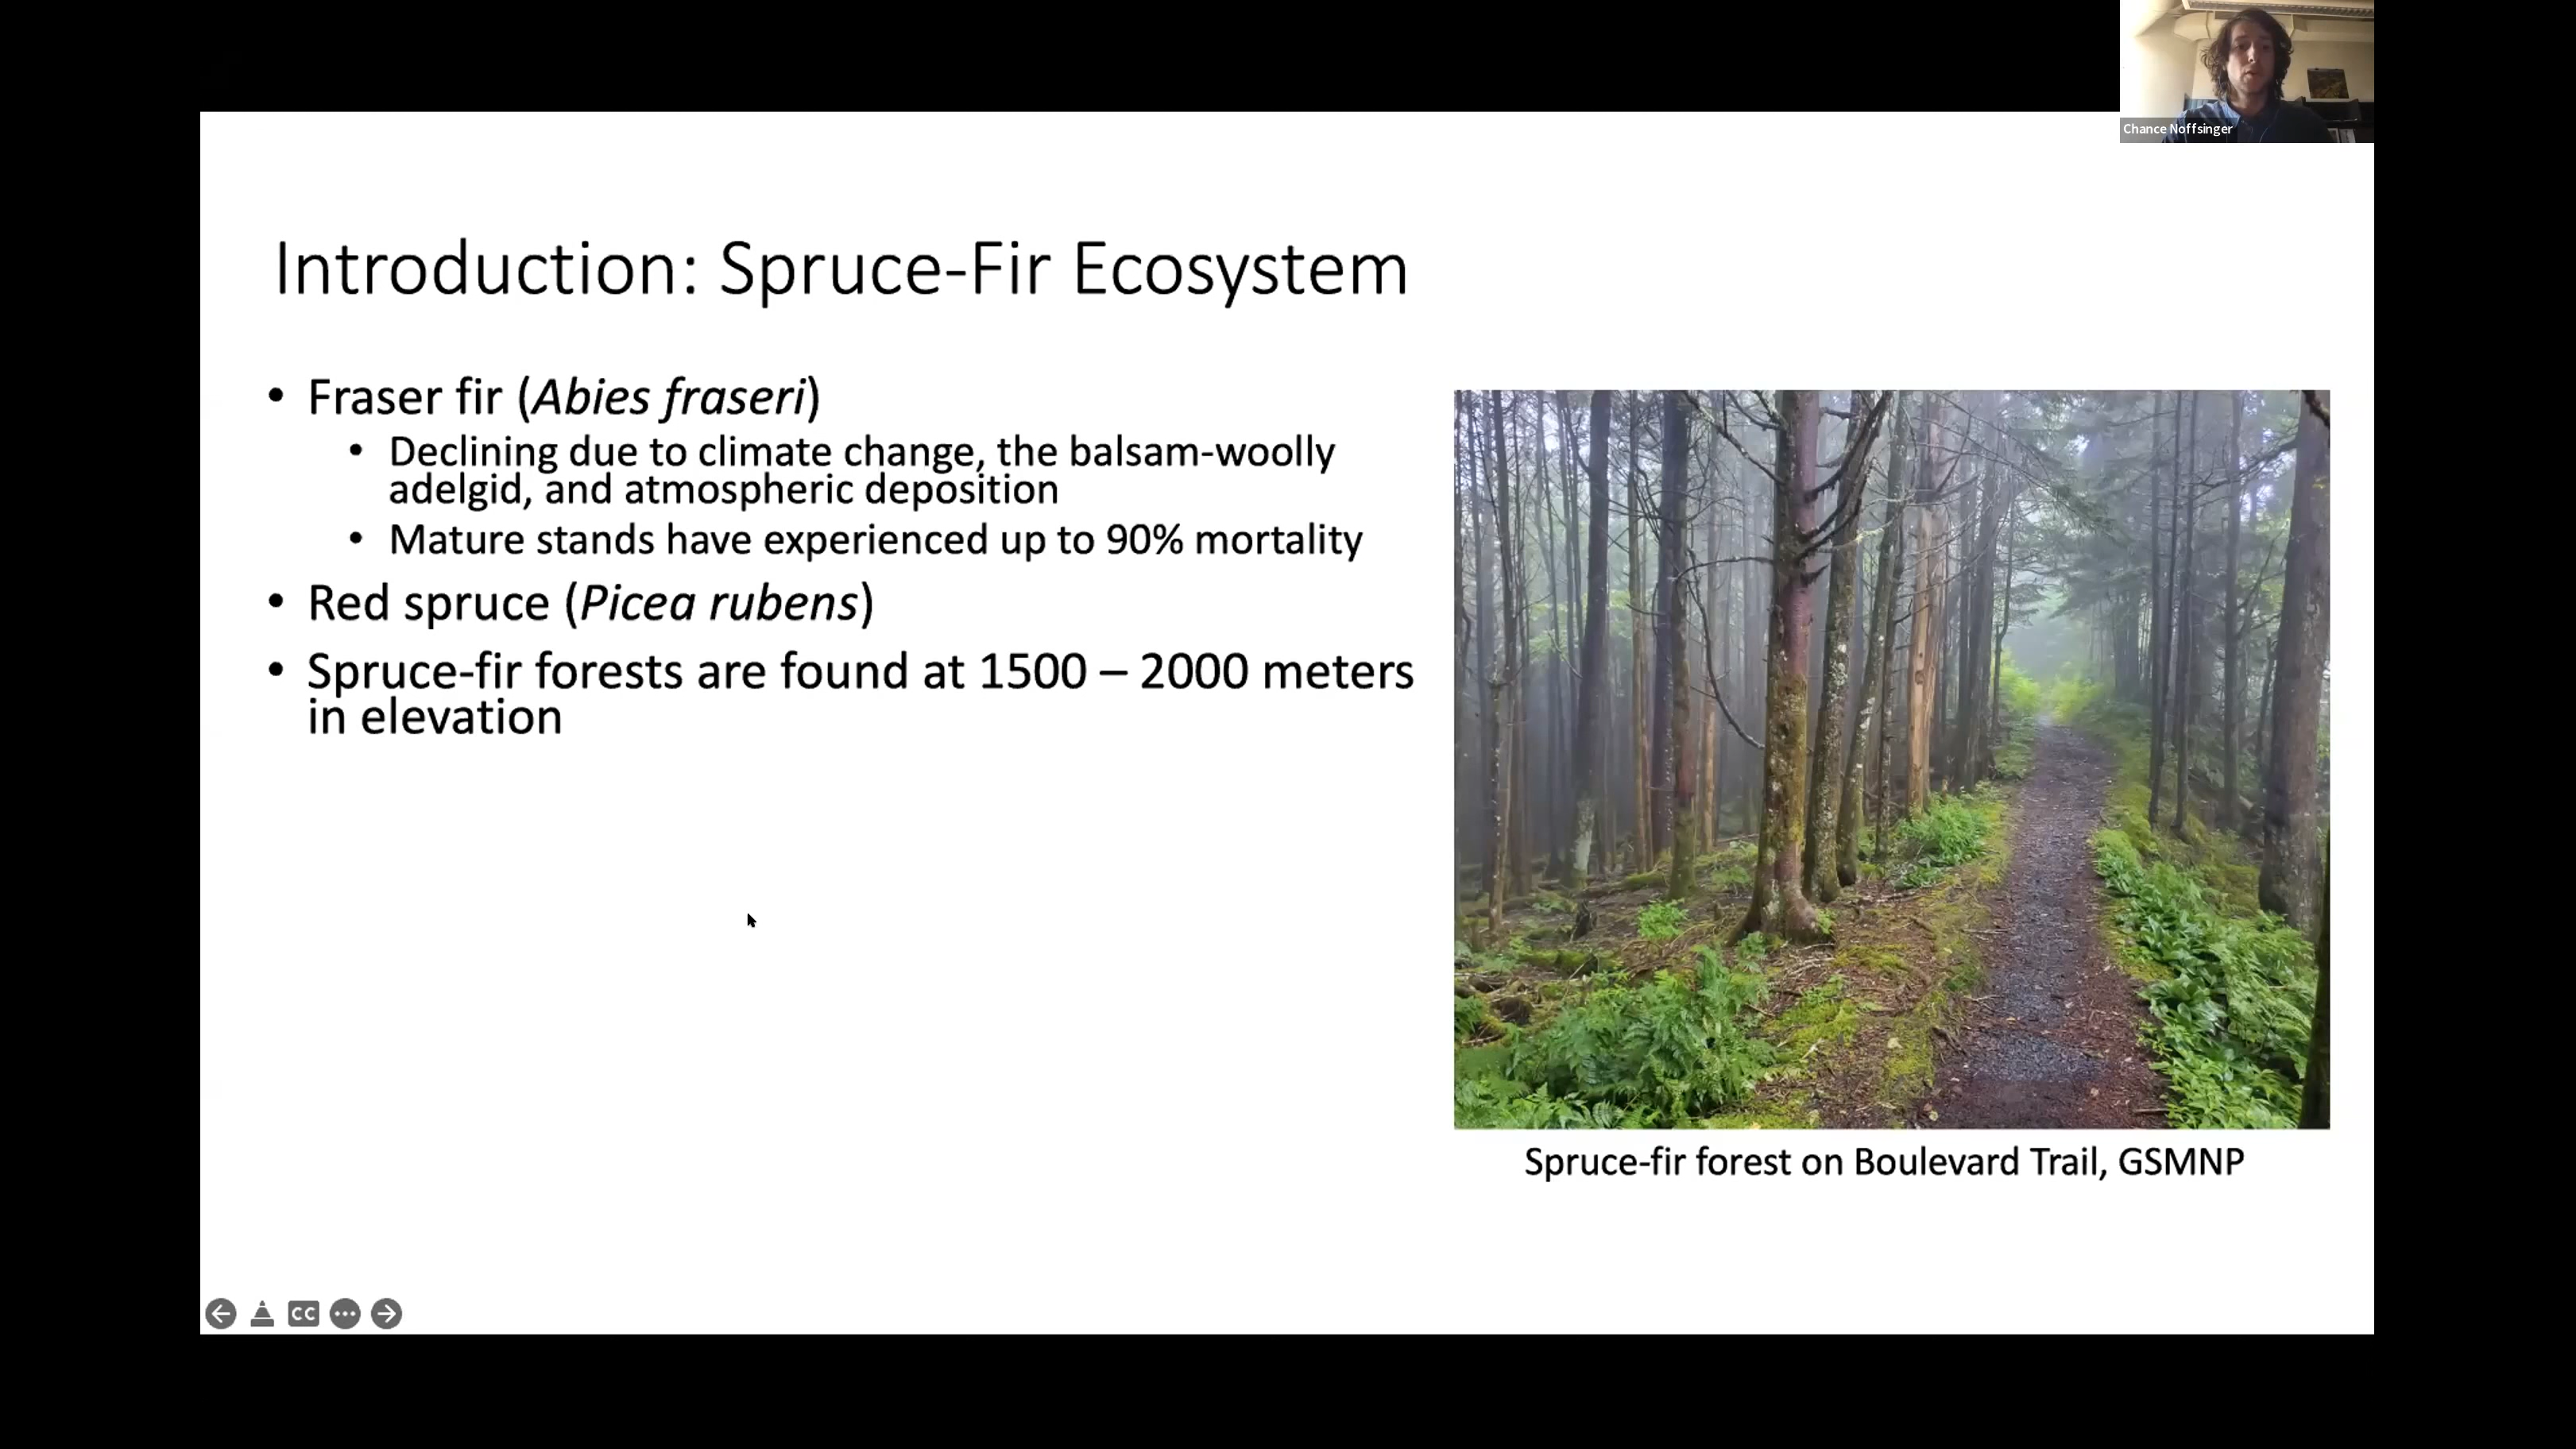 Chance Noffsinger
Introduction: Spruce-Fir Ecosystem
• Fraser fir (Abies fraseri)
• Declining due to climate change, the balsam-woolly
adelgid, and atmospheric deposition
• Mature stands have experienced up to 90% mortality
• Red spruce (Picea rubens)
• Spruce-fir forests are found at 1500 – 2000 meters
in elevation
Spruce-fir forest on Boulevard Trail, GSMNP
CC